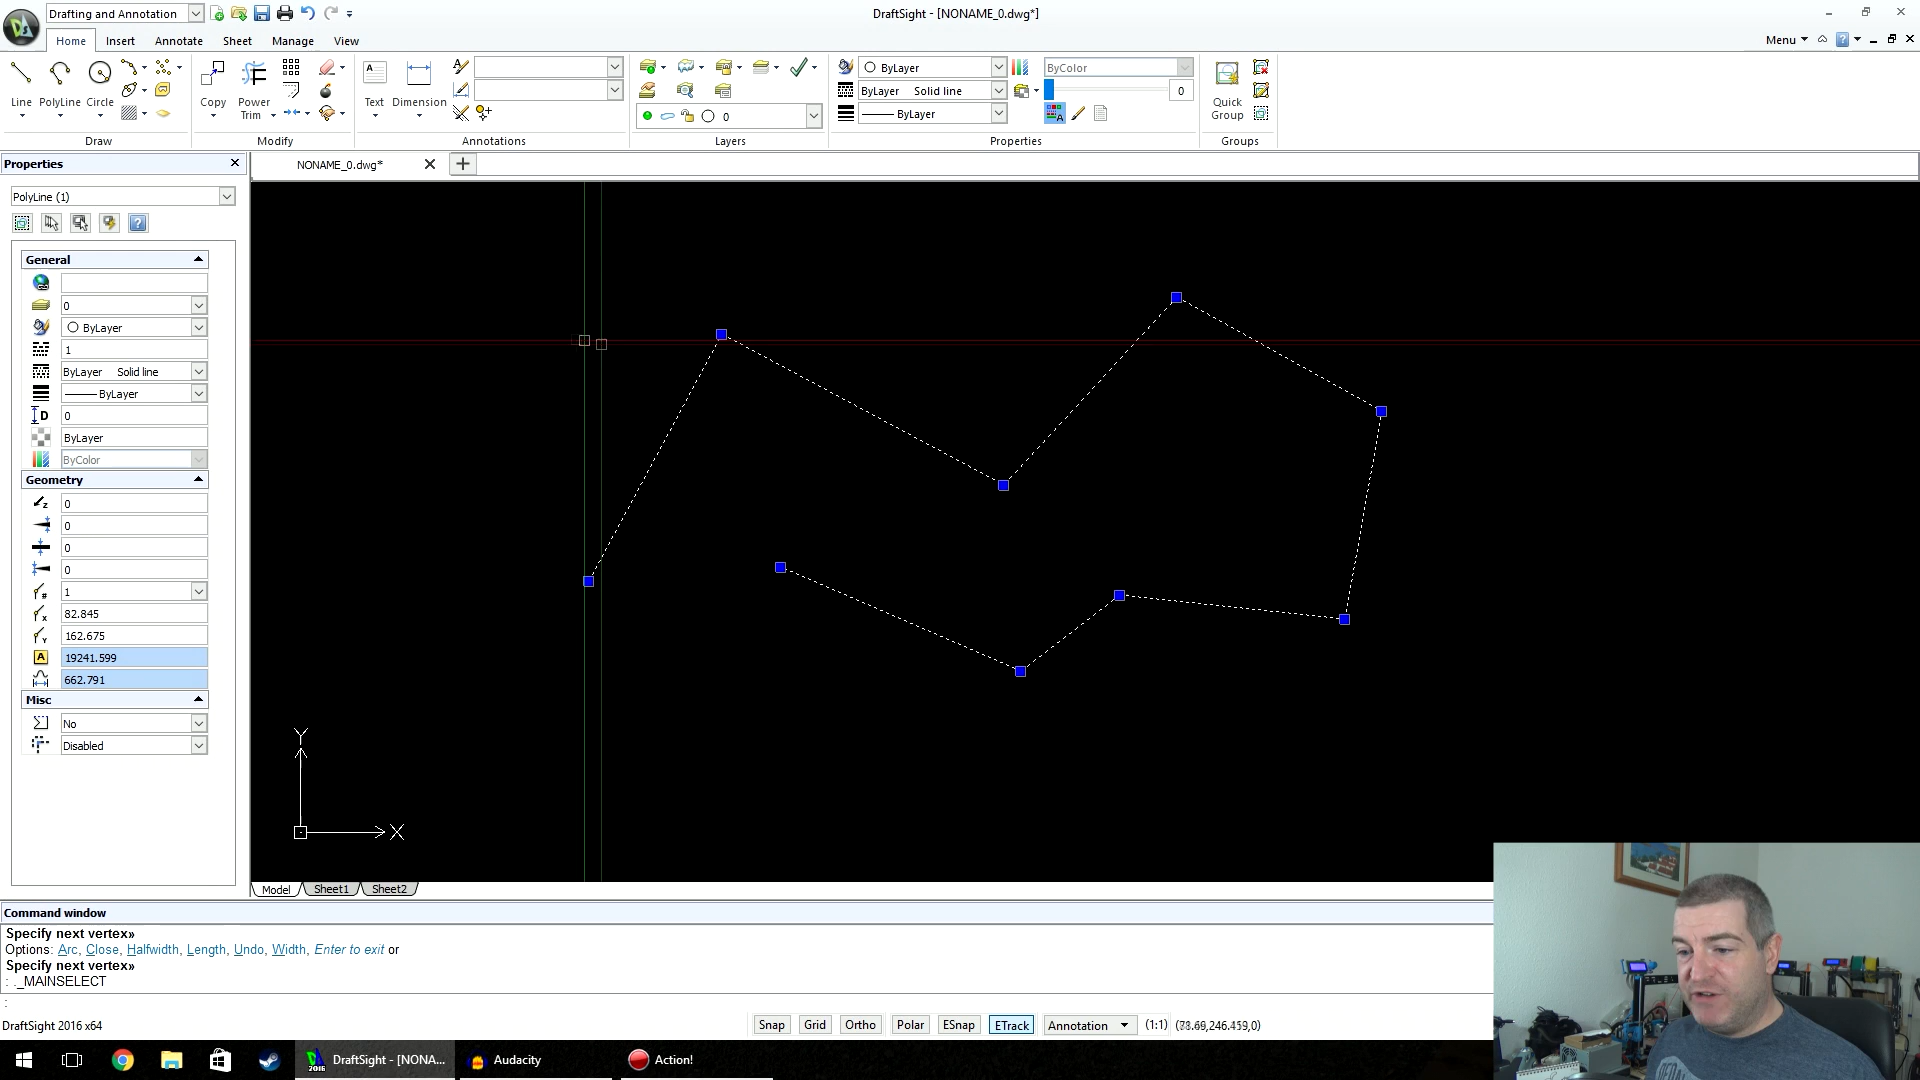 Drafting and Annotation
DraftSight - [NONAME_0.dwg*]
Home Insert Annotate Sheet Manage View
Menu
Line PolyLine Circle
Copy Power Trim
Text Dimension
0
ByLayer
ByLayer Solid line
ByLayer
ByColor
0
Quick Group
Draw Modify Annotations Layers Properties Groups
Properties
NONAME_0.dwg*
PolyLine (1)
General
0
ByLayer
1
ByLayer Solid line
ByLayer
D 0
ByLayer
ByColor
Geometry
0
0
0
0
1
82.845
162.675
A 19241.599
662.791
Misc
No
Disabled
Y
X
Model Sheet1 Sheet2
Command window
Specify next vertex»
Options: Arc, Close, Halfwidth, Length, Undo, Width, Enter to exit or
Specify next vertex»
: ._MAINSELECT
:
DraftSight 2016 x64
Snap Grid Ortho Polar ESnap ETrack Annotation (1:1)
DraftSight - [NONA... Audacity Action!